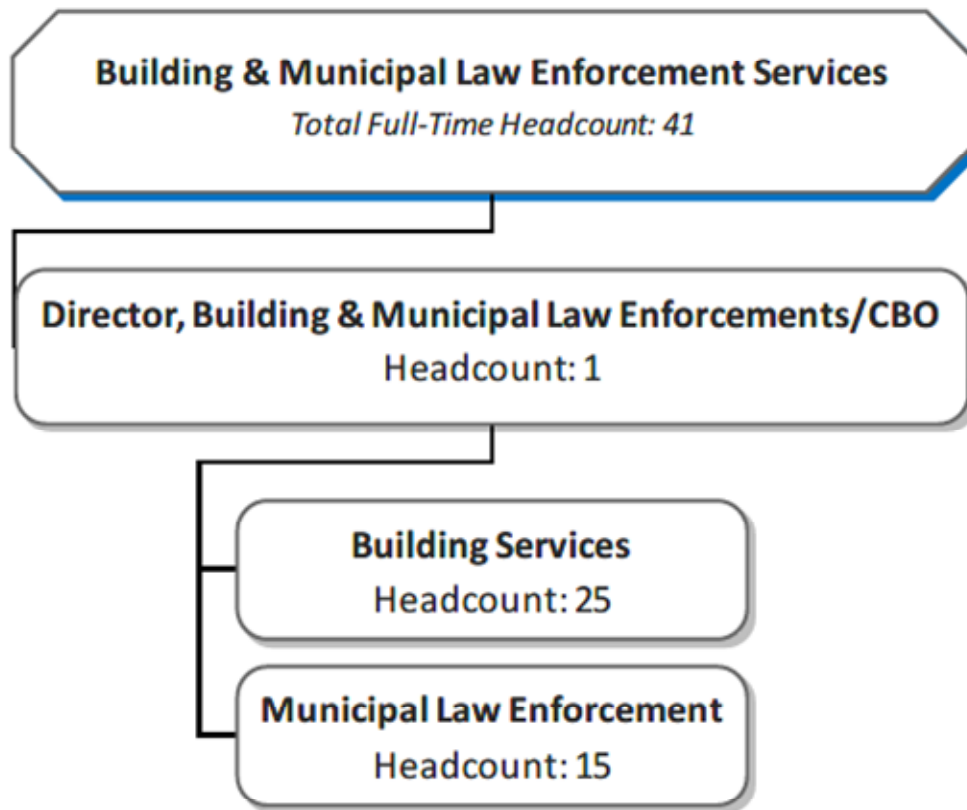 Building & Municipal Law Enforcement Services
Total Full-Time Headcount: 41
Director, Building & Municipal Law Enforcements/CBO
Headcount: 1
Building Services
Headcount: 25
Municipal Law Enforcement
Headcount: 15